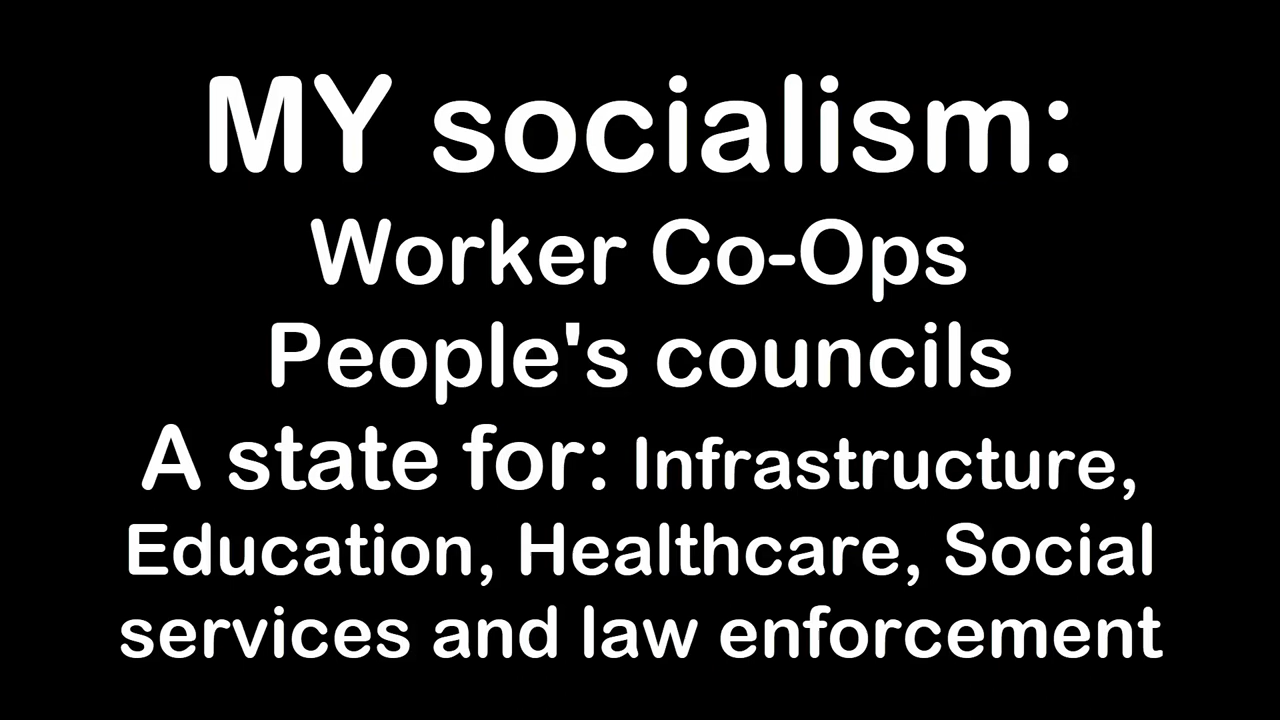 MY socialism:
Worker Co-Ops
People's councils
A state for: Infrastructure,
Education, Healthcare, Social
services and law enforcement